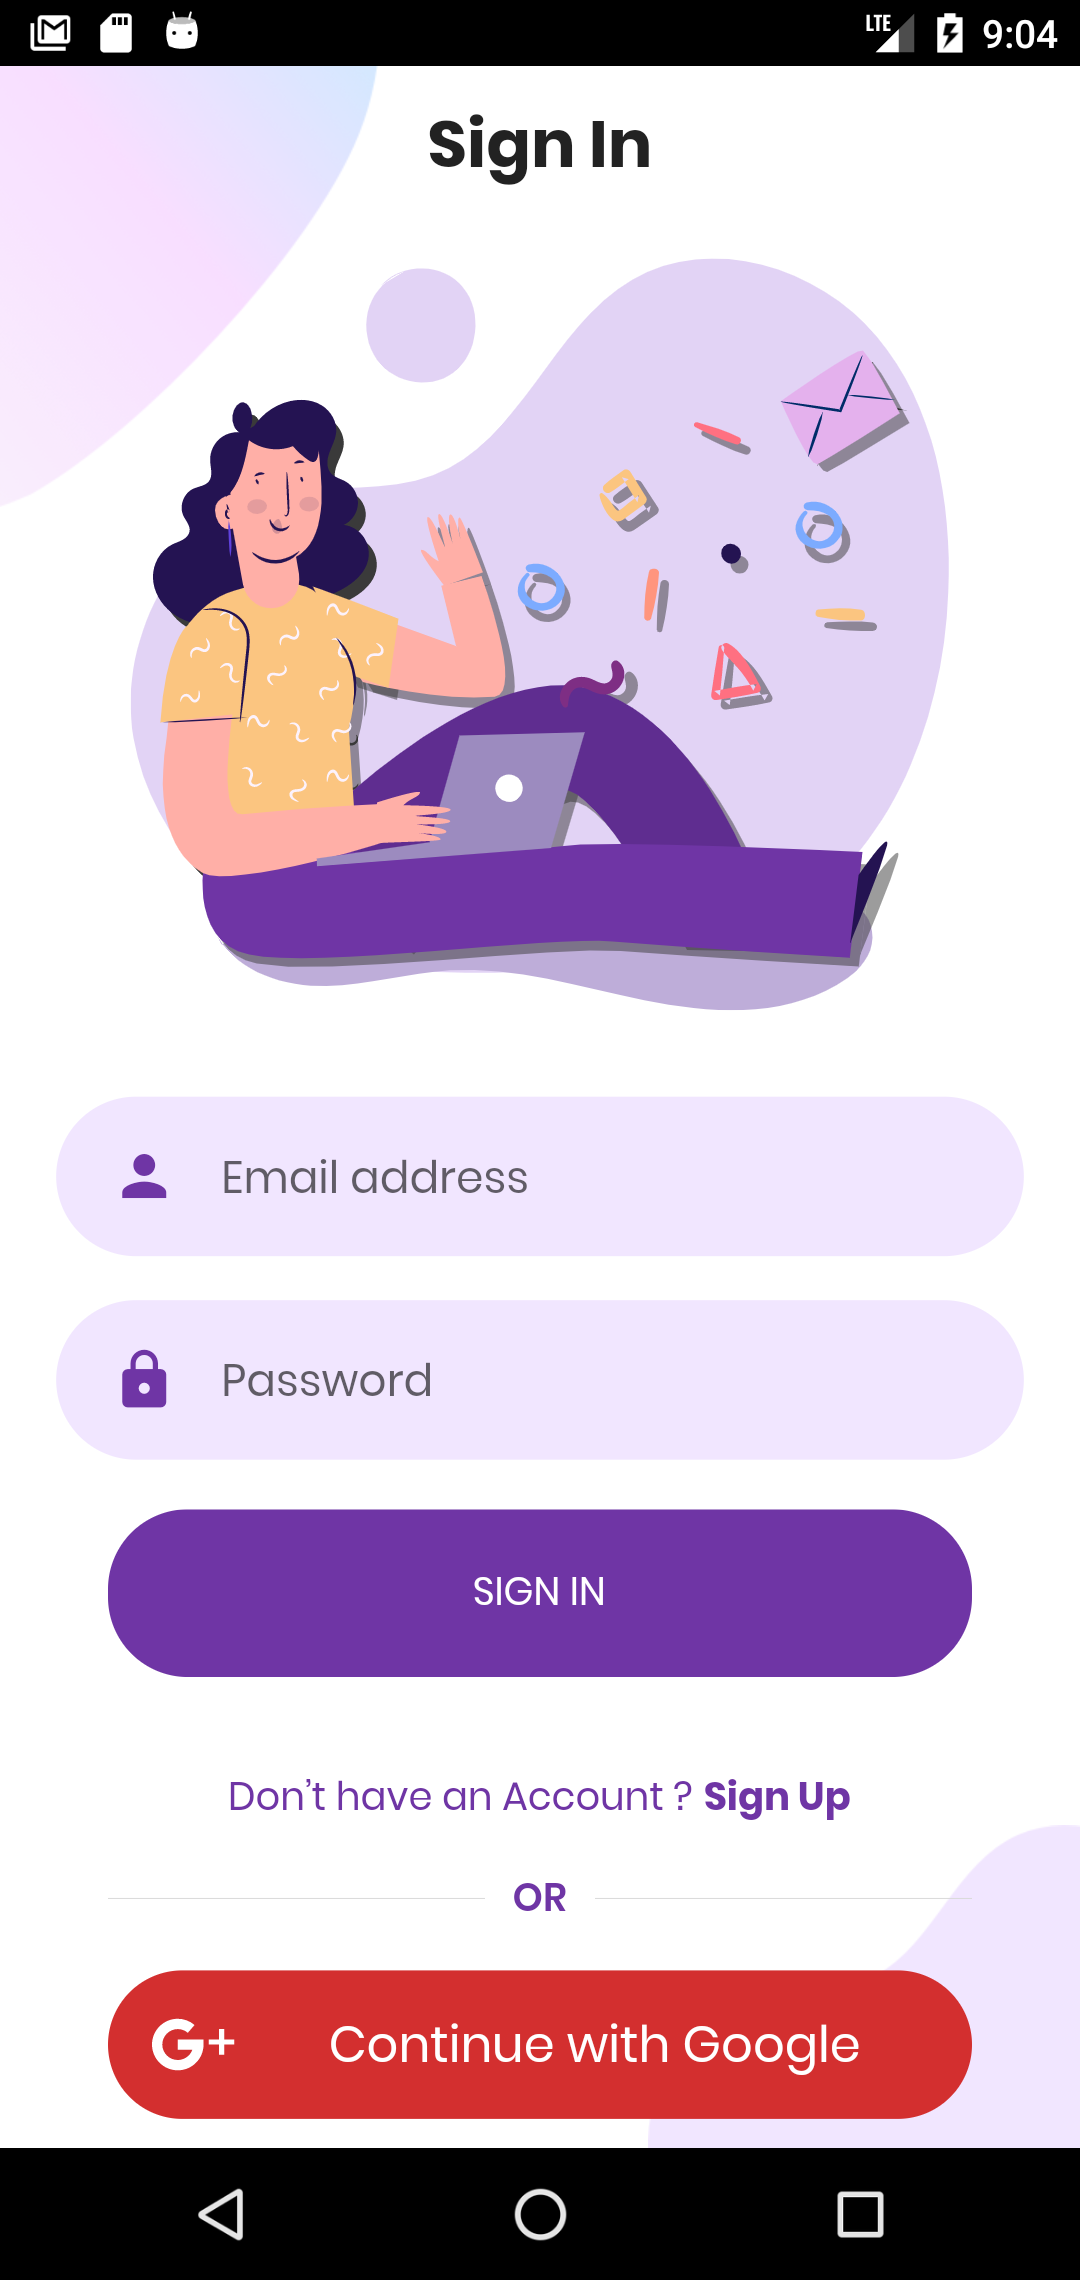 LTE 9:04
Sign In
Email address
Password
SIGN IN
Don't have an Account ? Sign Up
OR
G+ Continue with Google